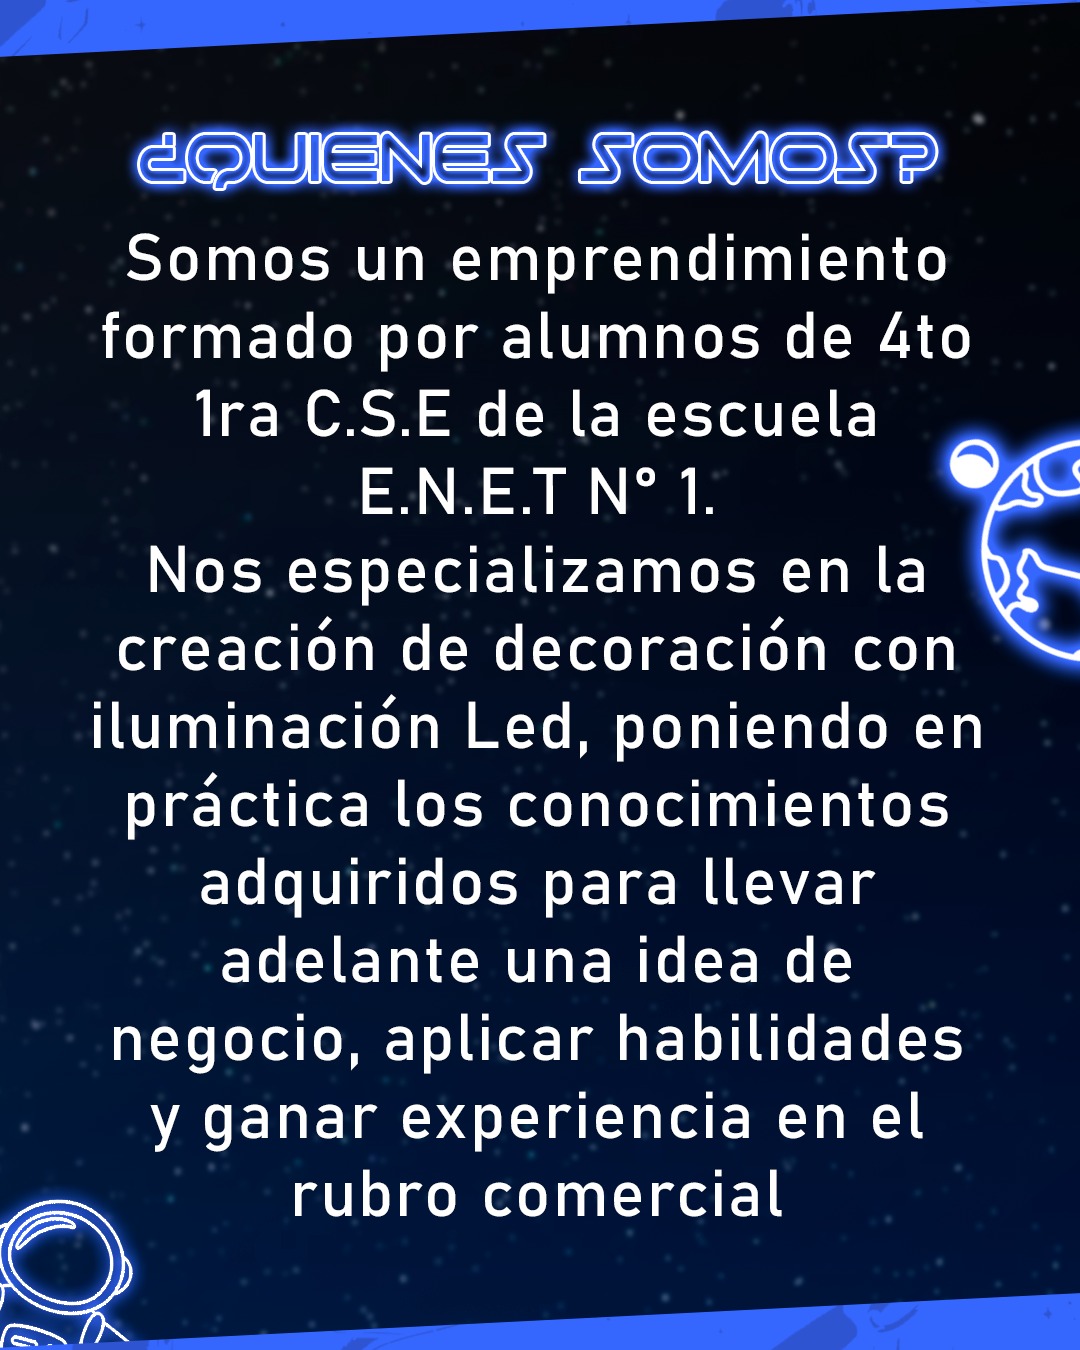 ¿QUIENES SOMOS?
Somos un emprendimiento
formado por alumnos de 4to
1ra C.S.E de la escuela
E.N.E.T N° 1.
Nos especializamos en la
creación de decoración con
iluminación Led, poniendo en
práctica los conocimientos
adquiridos para llevar
adelante una idea de
negocio, aplicar habilidades
y ganar experiencia en el
rubro comercial